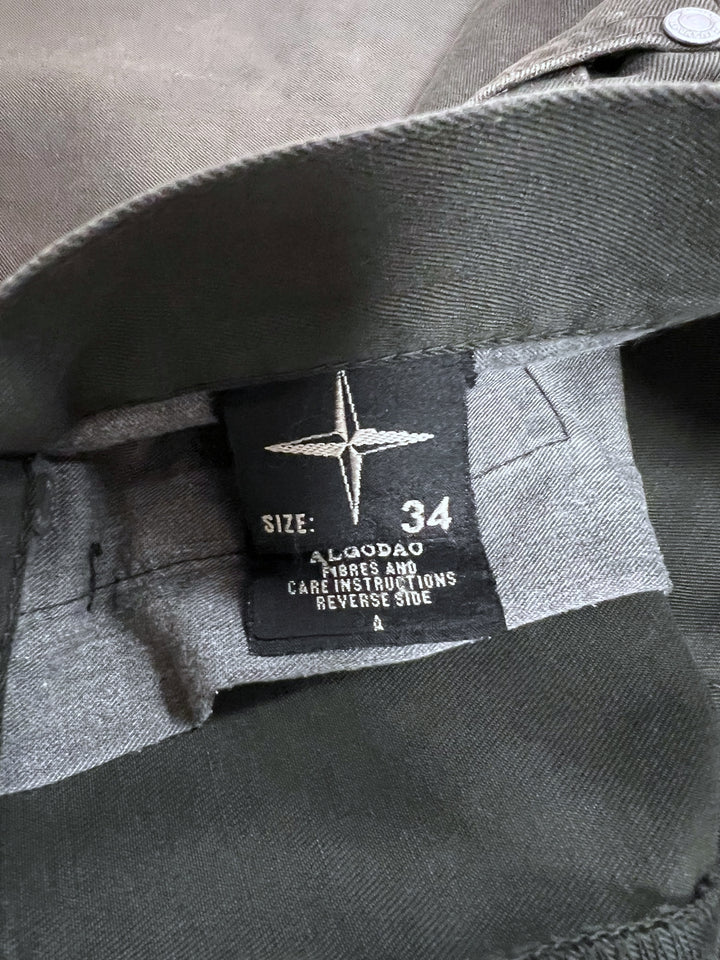 SIZE: 34
ALGODAO
FIBRES AND
CARE INSTRUCTIONS
REVERSE SIDE
A